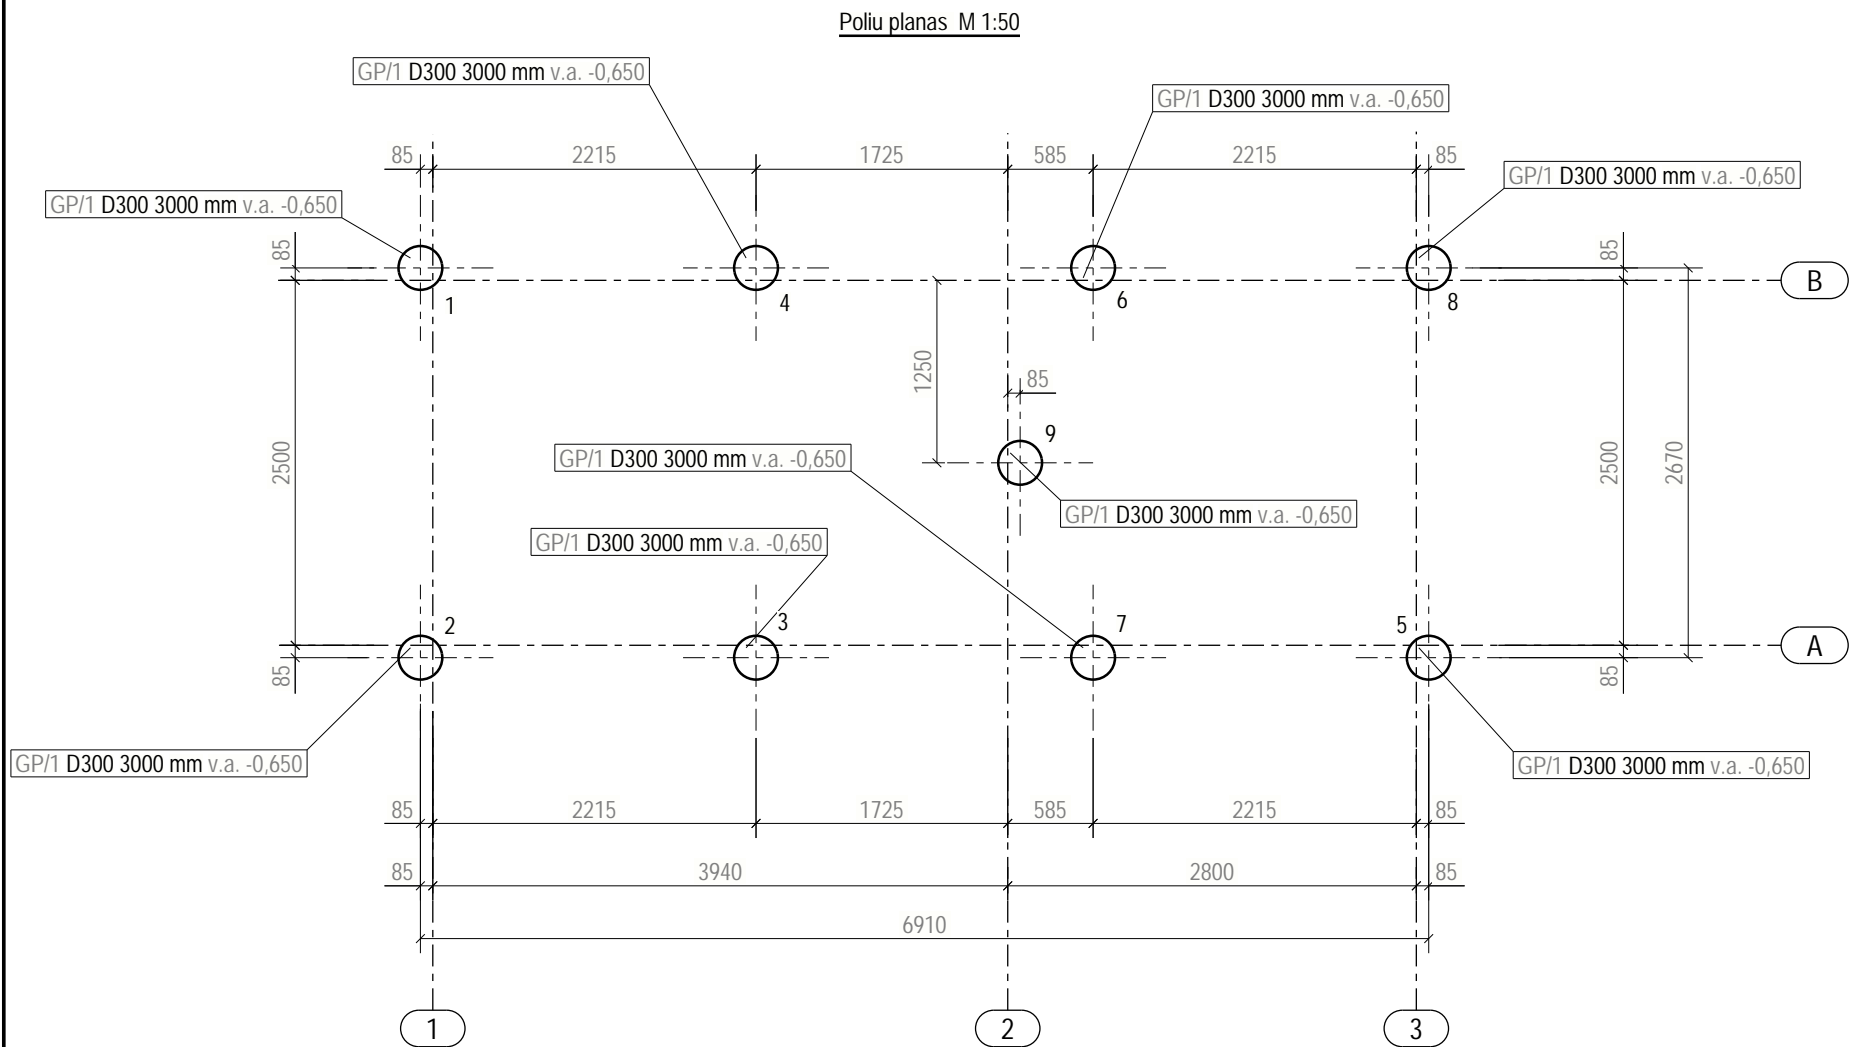 Poliu planas M 1:50
GP/1 D300 3000 mm v.a. -0,650
GP/1 D300 3000 mm v.a. -0,650
85 2215 1725 585 2215 85
GP/1 D300 3000 mm v.a. -0,650
GP/1 D300 3000 mm v.a. -0,650
85
85
B
1
4
6
8
1250
85
9
2500
2500
2670
GP/1 D300 3000 mm v.a. -0,650
GP/1 D300 3000 mm v.a. -0,650
GP/1 D300 3000 mm v.a. -0,650
2
3
7
5
A
85
85
GP/1 D300 3000 mm v.a. -0,650
GP/1 D300 3000 mm v.a. -0,650
85 2215 1725 585 2215 85
85 3940 2800 85
6910
1
2
3